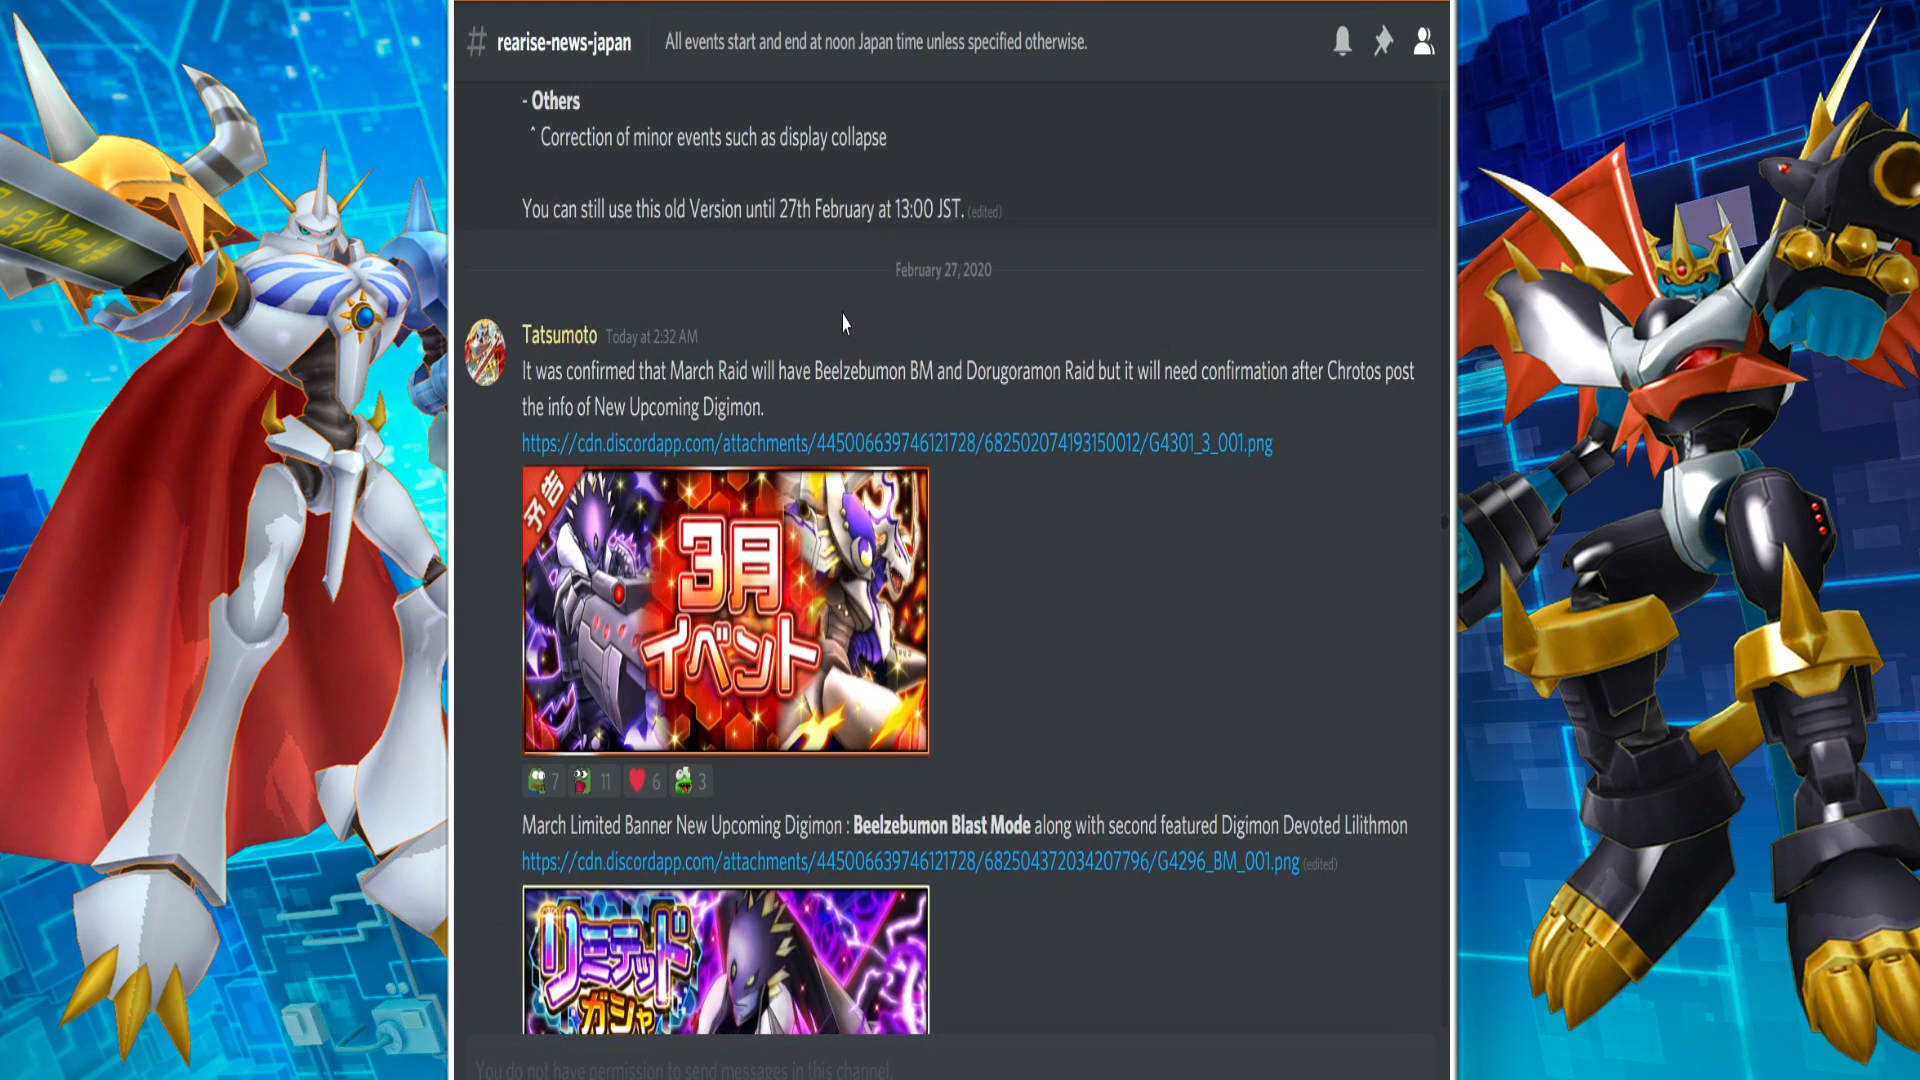 # rearise-news-japan All events start and end at noon Japan time unless specified otherwise.
- Others
^ Correction of minor events such as display collapse
You can still use this old Version until 27th February at 13:00 JST. (edited)
February 27, 2020
Tatsumoto Today at 2:32 AM
It was confirmed that March Raid will have Beelzebumon BM and Dorugoramon Raid but it will need confirmation after Chrotos post
the info of New Upcoming Digimon.
https://cdn.discordapp.com/attachments/445006639746121728/682502074193150012/G4301_3_001.png
予告
3月
イベント
7 11 6 3
March Limited Banner New Upcoming Digimon : Beelzebumon Blast Mode along with second featured Digimon Devoted Lilithmon
https://cdn.discordapp.com/attachments/445006639746121728/682504372034207796/G4296_BM_001.png (edited)
リミテッド
ガシャ
You do not have permission to send messages in this channel.